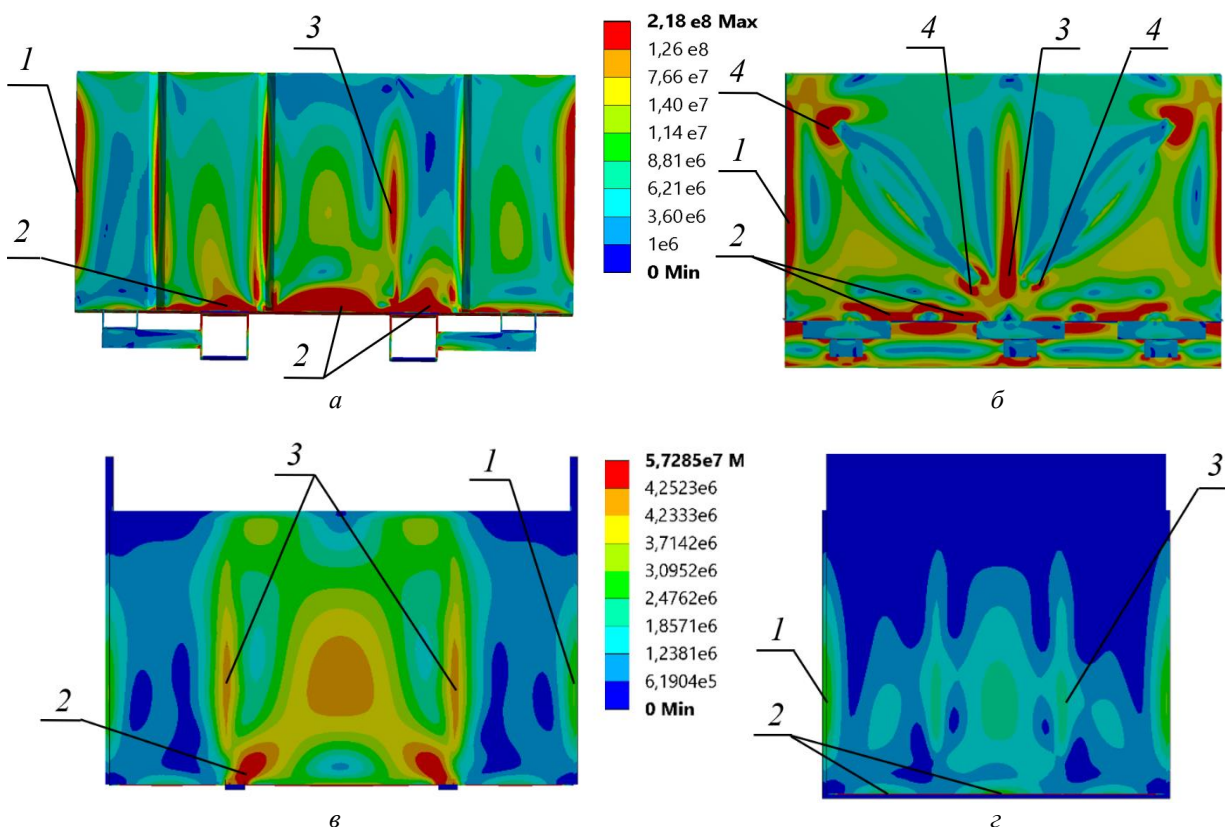 1
2
3
2
а
2,18 e8 Max
1,26 e8
7,66 e7
1,40 e7
1,14 e7
8,81 e6
6,21 e6
3,60 e6
1e6
0 Min
4
3
4
4
1
2
б
3
1
2
в
5,7285e7 M
4,2523e6
4,2333e6
3,7142e6
3,0952e6
2,4762e6
1,8571e6
1,2381e6
6,1904e5
0 Min
3
1
2
г